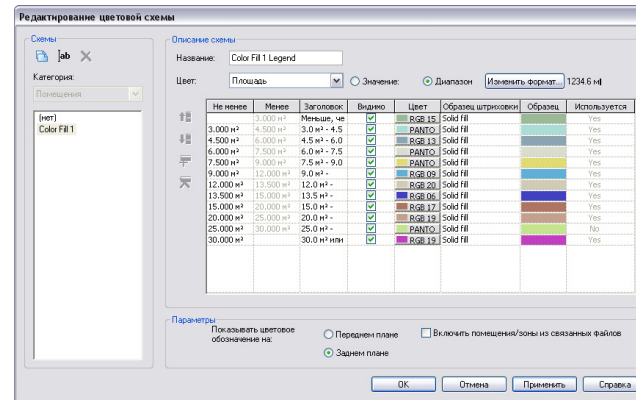 Редактирование цветовой схемы
Схемы
ab
Категория:
Помещения
(нет)
Color Fill 1
Описание схемы
Название: Color Fill 1 Legend
Цвет: Площадь Значение: Диапазон Изменить формат... 1234.6 м
Не менее Менее Заголовок Видимо Цвет Образец штриховки Образец Используется
3.000 м² Меньше, че RGB 15 Solid fill Yes
3.000 м² 4.500 м² 3.0 м² - 4.5 PANTO Solid fill Yes
4.500 м² 6.000 м² 4.5 м² - 6.0 RGB 13 Solid fill Yes
6.000 м² 7.500 м² 6.0 м² - 7.5 PANTO Solid fill Yes
7.500 м² 9.000 м² 7.5 м² - 9.0 PANTO Solid fill Yes
9.000 м² 12.000 м² 9.0 м² - RGB 09 Solid fill Yes
12.000 м² 13.500 м² 12.0 м² - RGB 20 Solid fill Yes
13.500 м² 15.000 м² 13.5 м² - RGB 06 Solid fill Yes
15.000 м² 20.000 м² 15.0 м² - RGB 17 Solid fill Yes
20.000 м² 25.000 м² 20.0 м² - RGB 19 Solid fill Yes
25.000 м² 30.000 м² 25.0 м² - PANTO Solid fill No
30.000 м² 30.0 м² или RGB 19 Solid fill Yes
Параметры
Показывать цветовое обозначение на:
Переднем плане
Заднем плане
Включить помещения/зоны из связанных файлов
OK Отмена Применить Справка